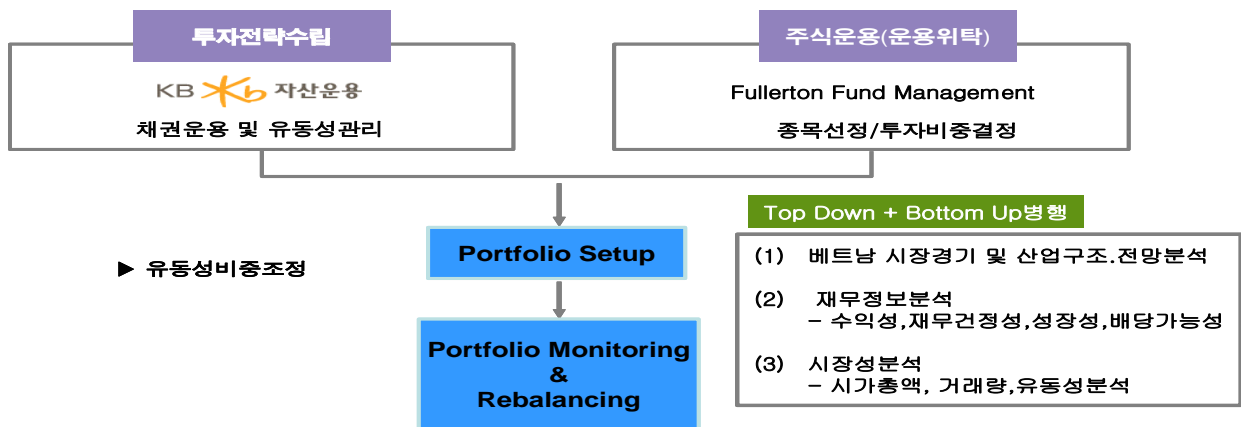 투자전략수립
KB Kb 자산운용
채권운용 및 유동성관리
주식운용(운용위탁)
Fullerton Fund Management
종목선정/투자비중결정
▶ 유동성비중조정
Portfolio Setup
Portfolio Monitoring
&
Rebalancing
Top Down + Bottom Up병행
(1) 베트남 시장경기 및 산업구조.전망분석
(2) 재무정보분석
– 수익성,재무건정성,성장성,배당가능성
(3) 시장성분석
– 시가총액, 거래량,유동성분석